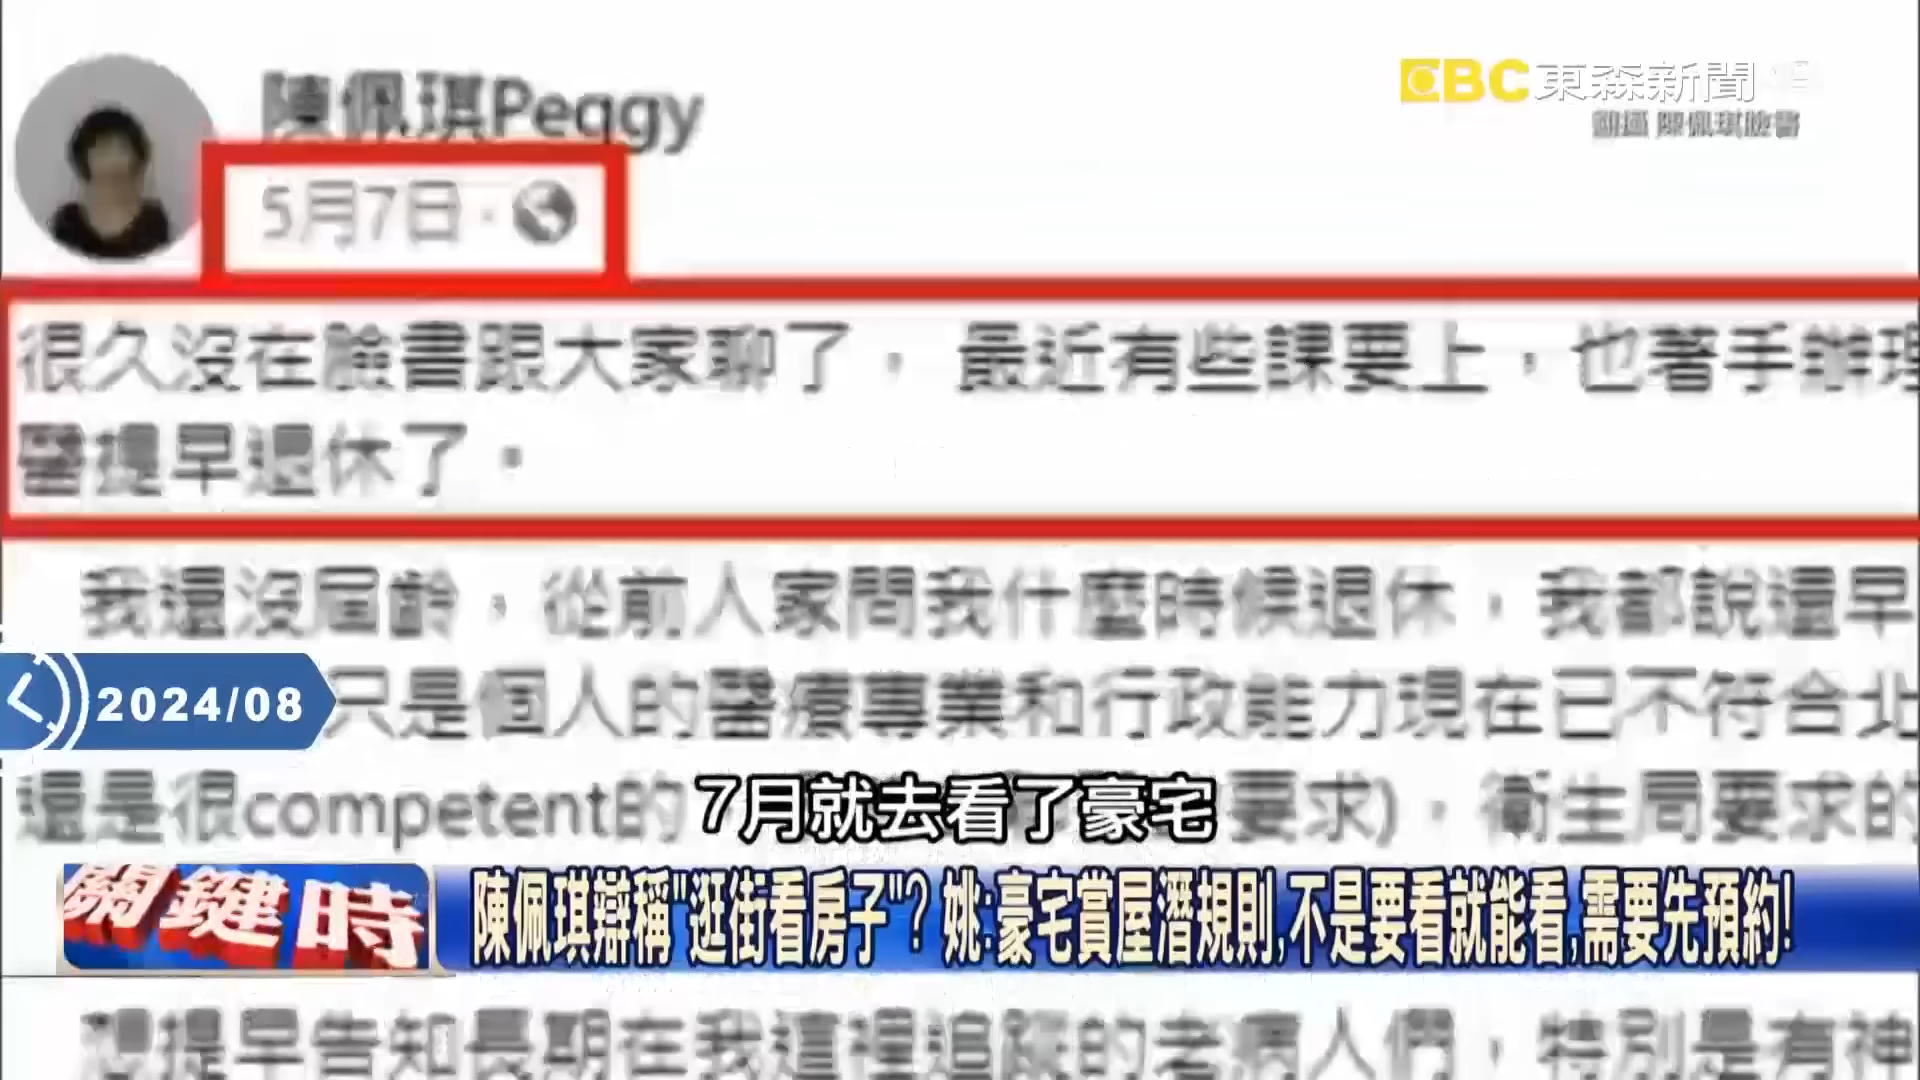 陳佩琪Peggy
EBC東森新聞
翻攝 陳佩琪臉書
5月7日·
很久沒在臉書跟大家聊了， 最近有些課要上，也著手辦理
醫提早退休了。
我還沒屆齡，從前人家問我什麼時候退休，我都說還早
2024/08
只是個人的醫療專業和行政能力現在已不符合北
還是很competent的
要求)，衛生局要求的
7月就去看了豪宅
關鍵時
陳佩琪辯稱"逛街看房子"? 姚:豪宅賞屋潛規則,不是要看就能看,需要先預約!
想提早告知長期在我這裡追蹤的老病人們，特別是有神